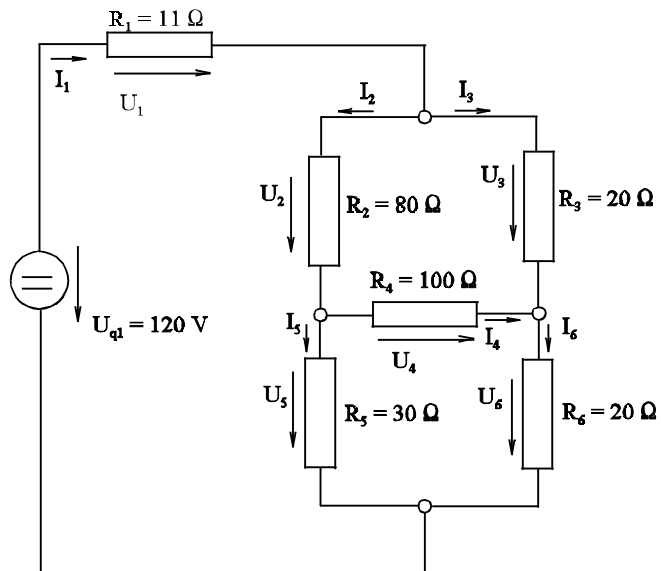 R₁ = 11 Ω
I₁
U₁
I₂
I₃
U₂
R₂ = 80 Ω
U₃
R₃ = 20 Ω
R₄ = 100 Ω
U_q1 = 120 V
I₅
U₄
I₄
I₆
U₅
R₅ = 30 Ω
U₆
R₆ = 20 Ω